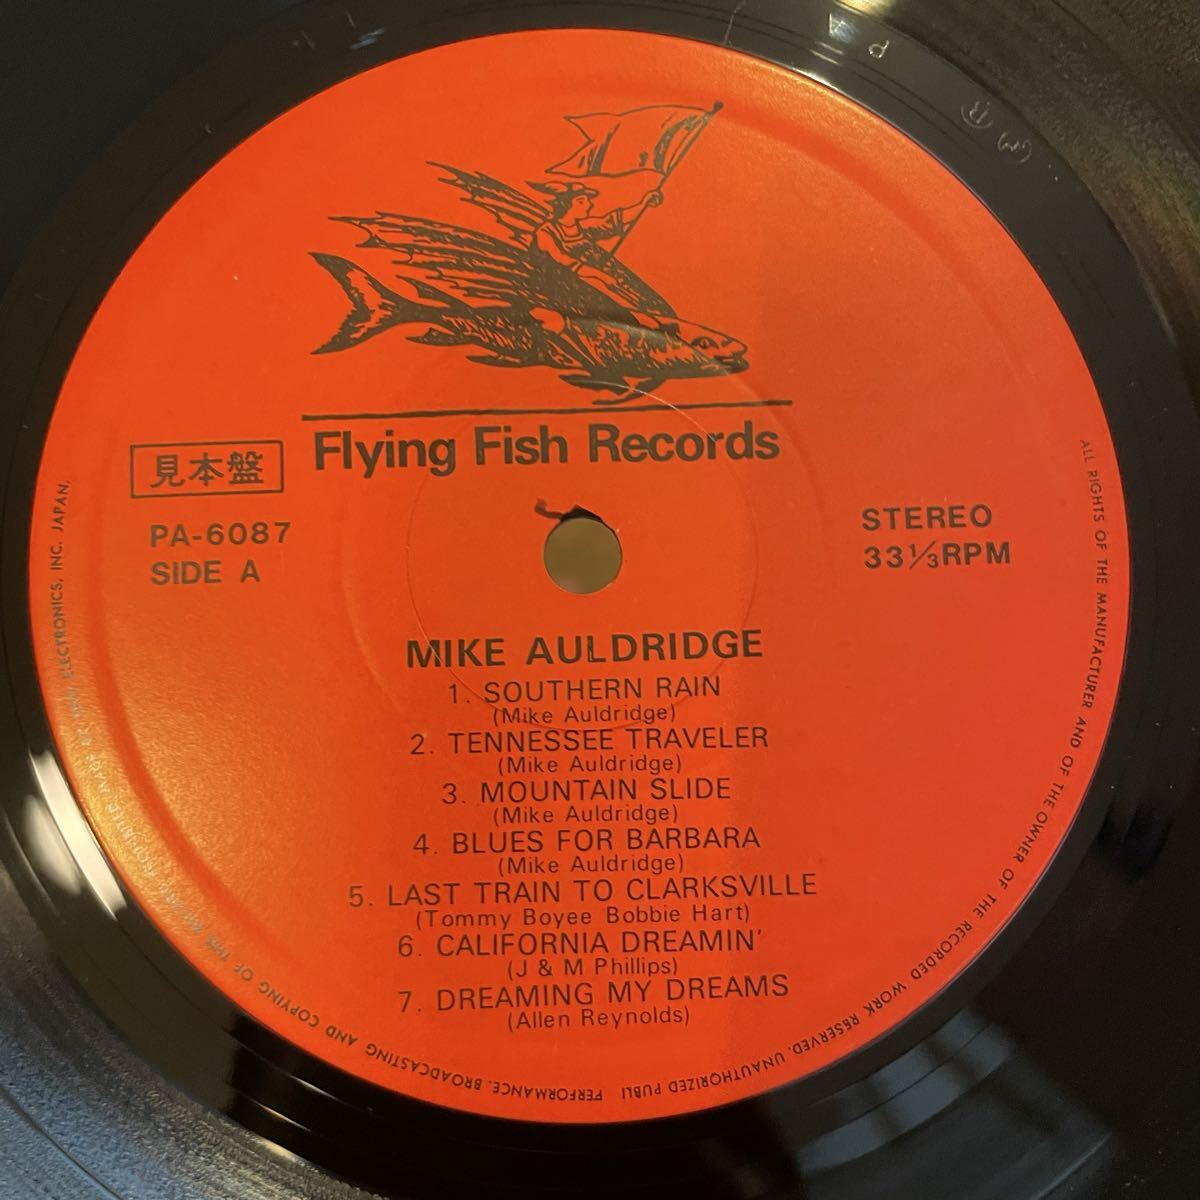 Flying Fish Records
見本盤
PA-6087
SIDE A
STEREO
33⅓RPM
MIKE AULDRIDGE
1. SOUTHERN RAIN
(Mike Auldridge)
2. TENNESSEE TRAVELER
(Mike Auldridge)
3. MOUNTAIN SLIDE
(Mike Auldridge)
4. BLUES FOR BARBARA
(Mike Auldridge)
5. LAST TRAIN TO CLARKSVILLE
(Tommy Boyee Bobbie Hart)
6. CALIFORNIA DREAMIN'
(J & M Phillips)
7. DREAMING MY DREAMS
(Allen Reynolds)
ALL RIGHTS OF THE MANUFACTURER AND OF THE OWNER OF THE RECORDED WORK RESERVED. UNAUTHORIZED PUBLI PERFORMANCE. BROADCASTING AND COPYING OF THE
ELECTRONICS, INC. JAPAN.
P A